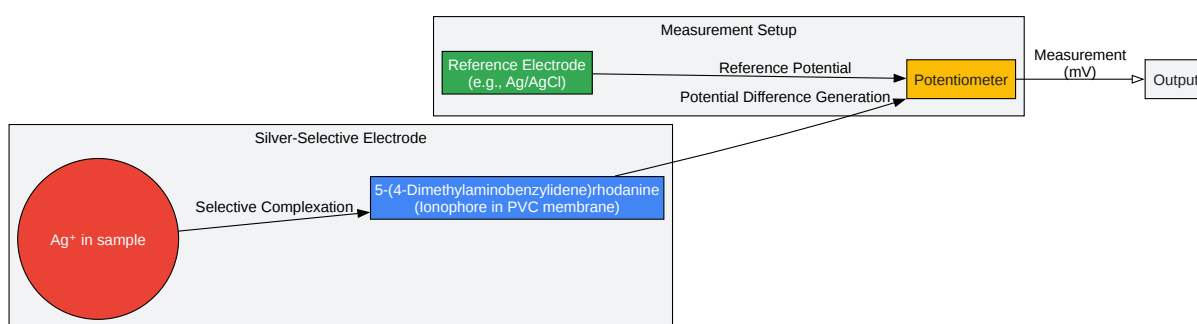 Measurement Setup
Reference Electrode
(e.g., Ag/AgCl)
Reference Potential
Potentiometer
Measurement
(mV)
Output
Potential Difference Generation
Silver-Selective Electrode
5-(4-Dimethylaminobenzylidene)rhodanine
(Ionophore in PVC membrane)
Selective Complexation
Ag⁺ in sample